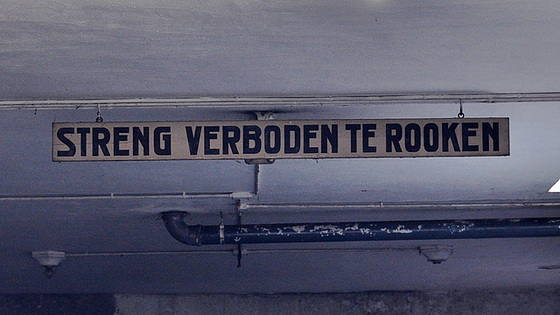 STRENG VERBODEN TE ROOKEN